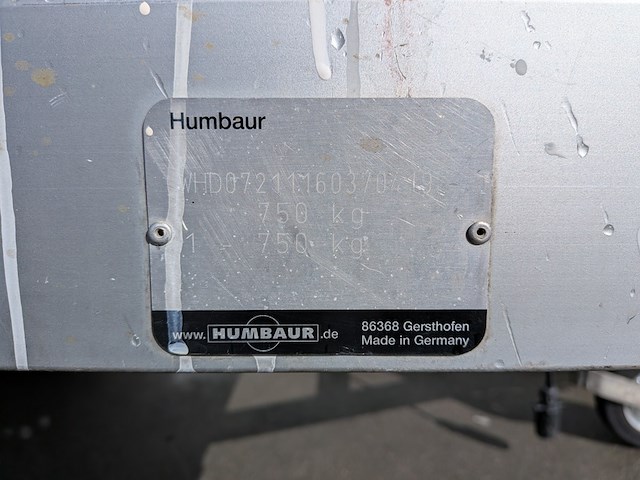 Humbaur
750 kg
1 - 750 kg
www.HUMBAUR.de
86368 Gersthofen
Made in Germany